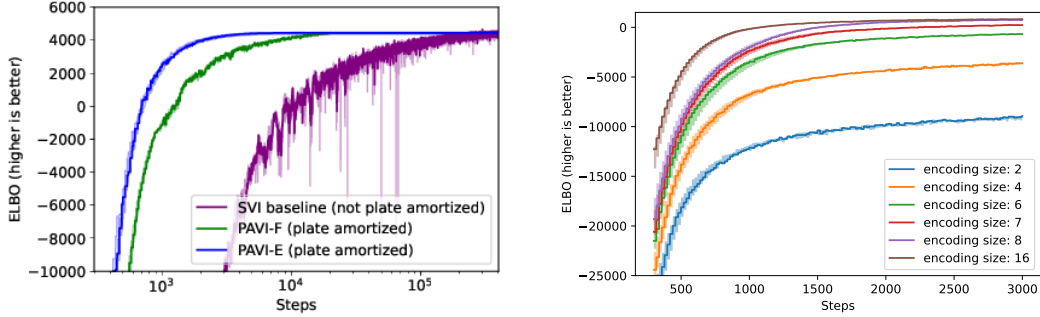 ELBO (higher is better)
4000
2000
0
−2000
−4000
−6000
−8000
−10000
SVI baseline (not plate amortized)
PAVI-F (plate amortized)
PAVI-E (plate amortized)
10³
10⁴
10⁵
Steps
ELBO (higher is better)
0
−5000
−10000
−15000
−20000
−25000
encoding size: 2
encoding size: 4
encoding size: 6
encoding size: 7
encoding size: 8
encoding size: 16
500
1000
1500
2000
2500
3000
Steps